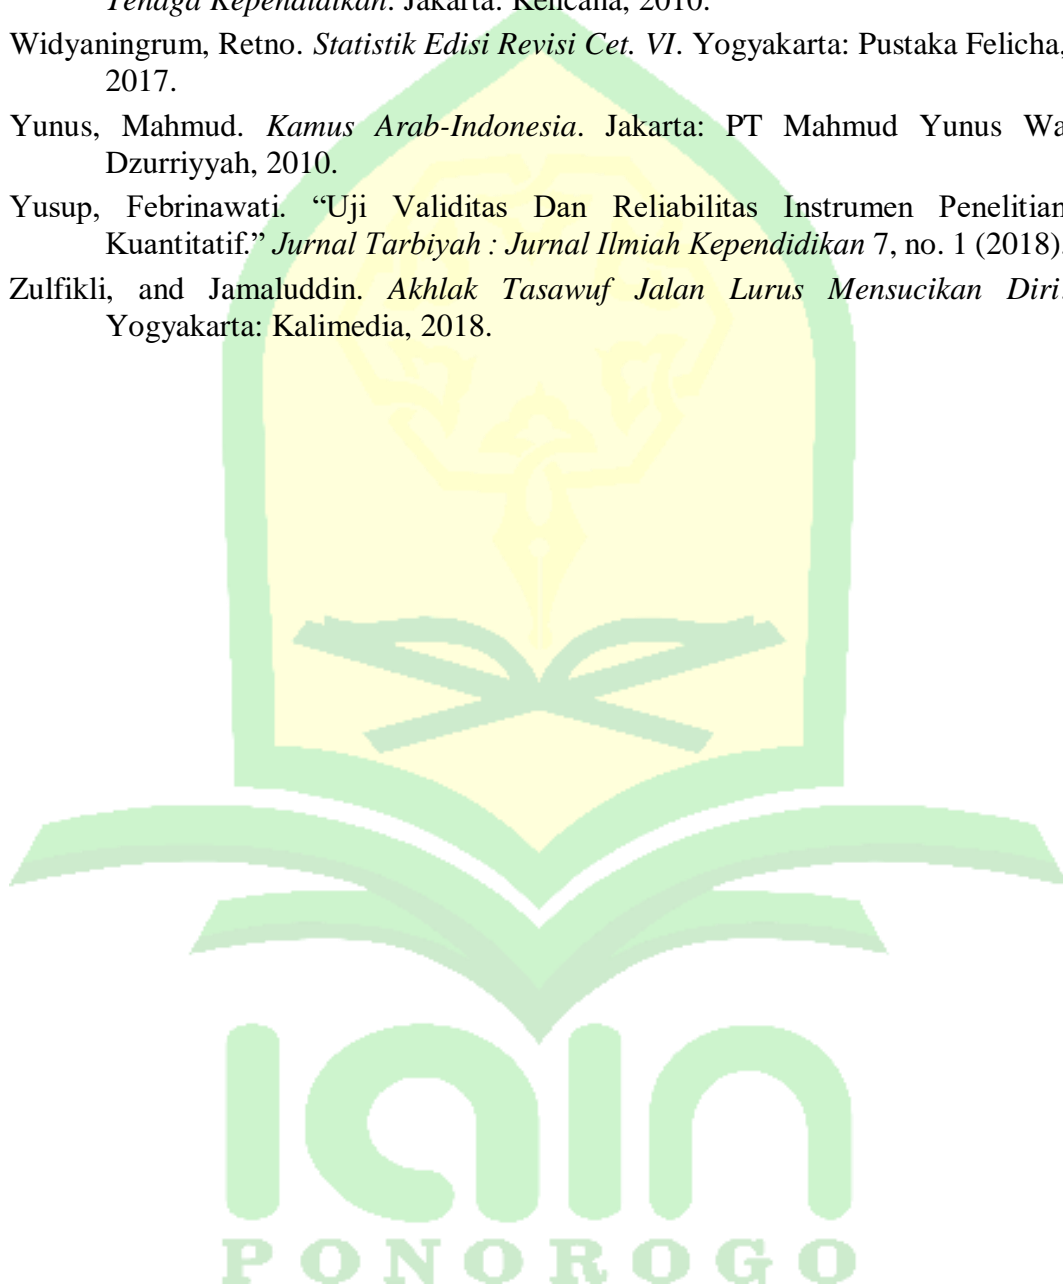 Tenaga Kependidikan. Jakarta: Kencana, 2010.
Widyaningrum, Retno. Statistik Edisi Revisi Cet. VI. Yogyakarta: Pustaka Felicha,
2017.
Yunus, Mahmud. Kamus Arab-Indonesia. Jakarta: PT Mahmud Yunus Wa
Dzurriyyah, 2010.
Yusup, Febrinawati. “Uji Validitas Dan Reliabilitas Instrumen Penelitian
Kuantitatif.” Jurnal Tarbiyah : Jurnal Ilmiah Kependidikan 7, no. 1 (2018).
Zulfikli, and Jamaluddin. Akhlak Tasawuf Jalan Lurus Mensucikan Diri.
Yogyakarta: Kalimedia, 2018.
iain
PONOROGO